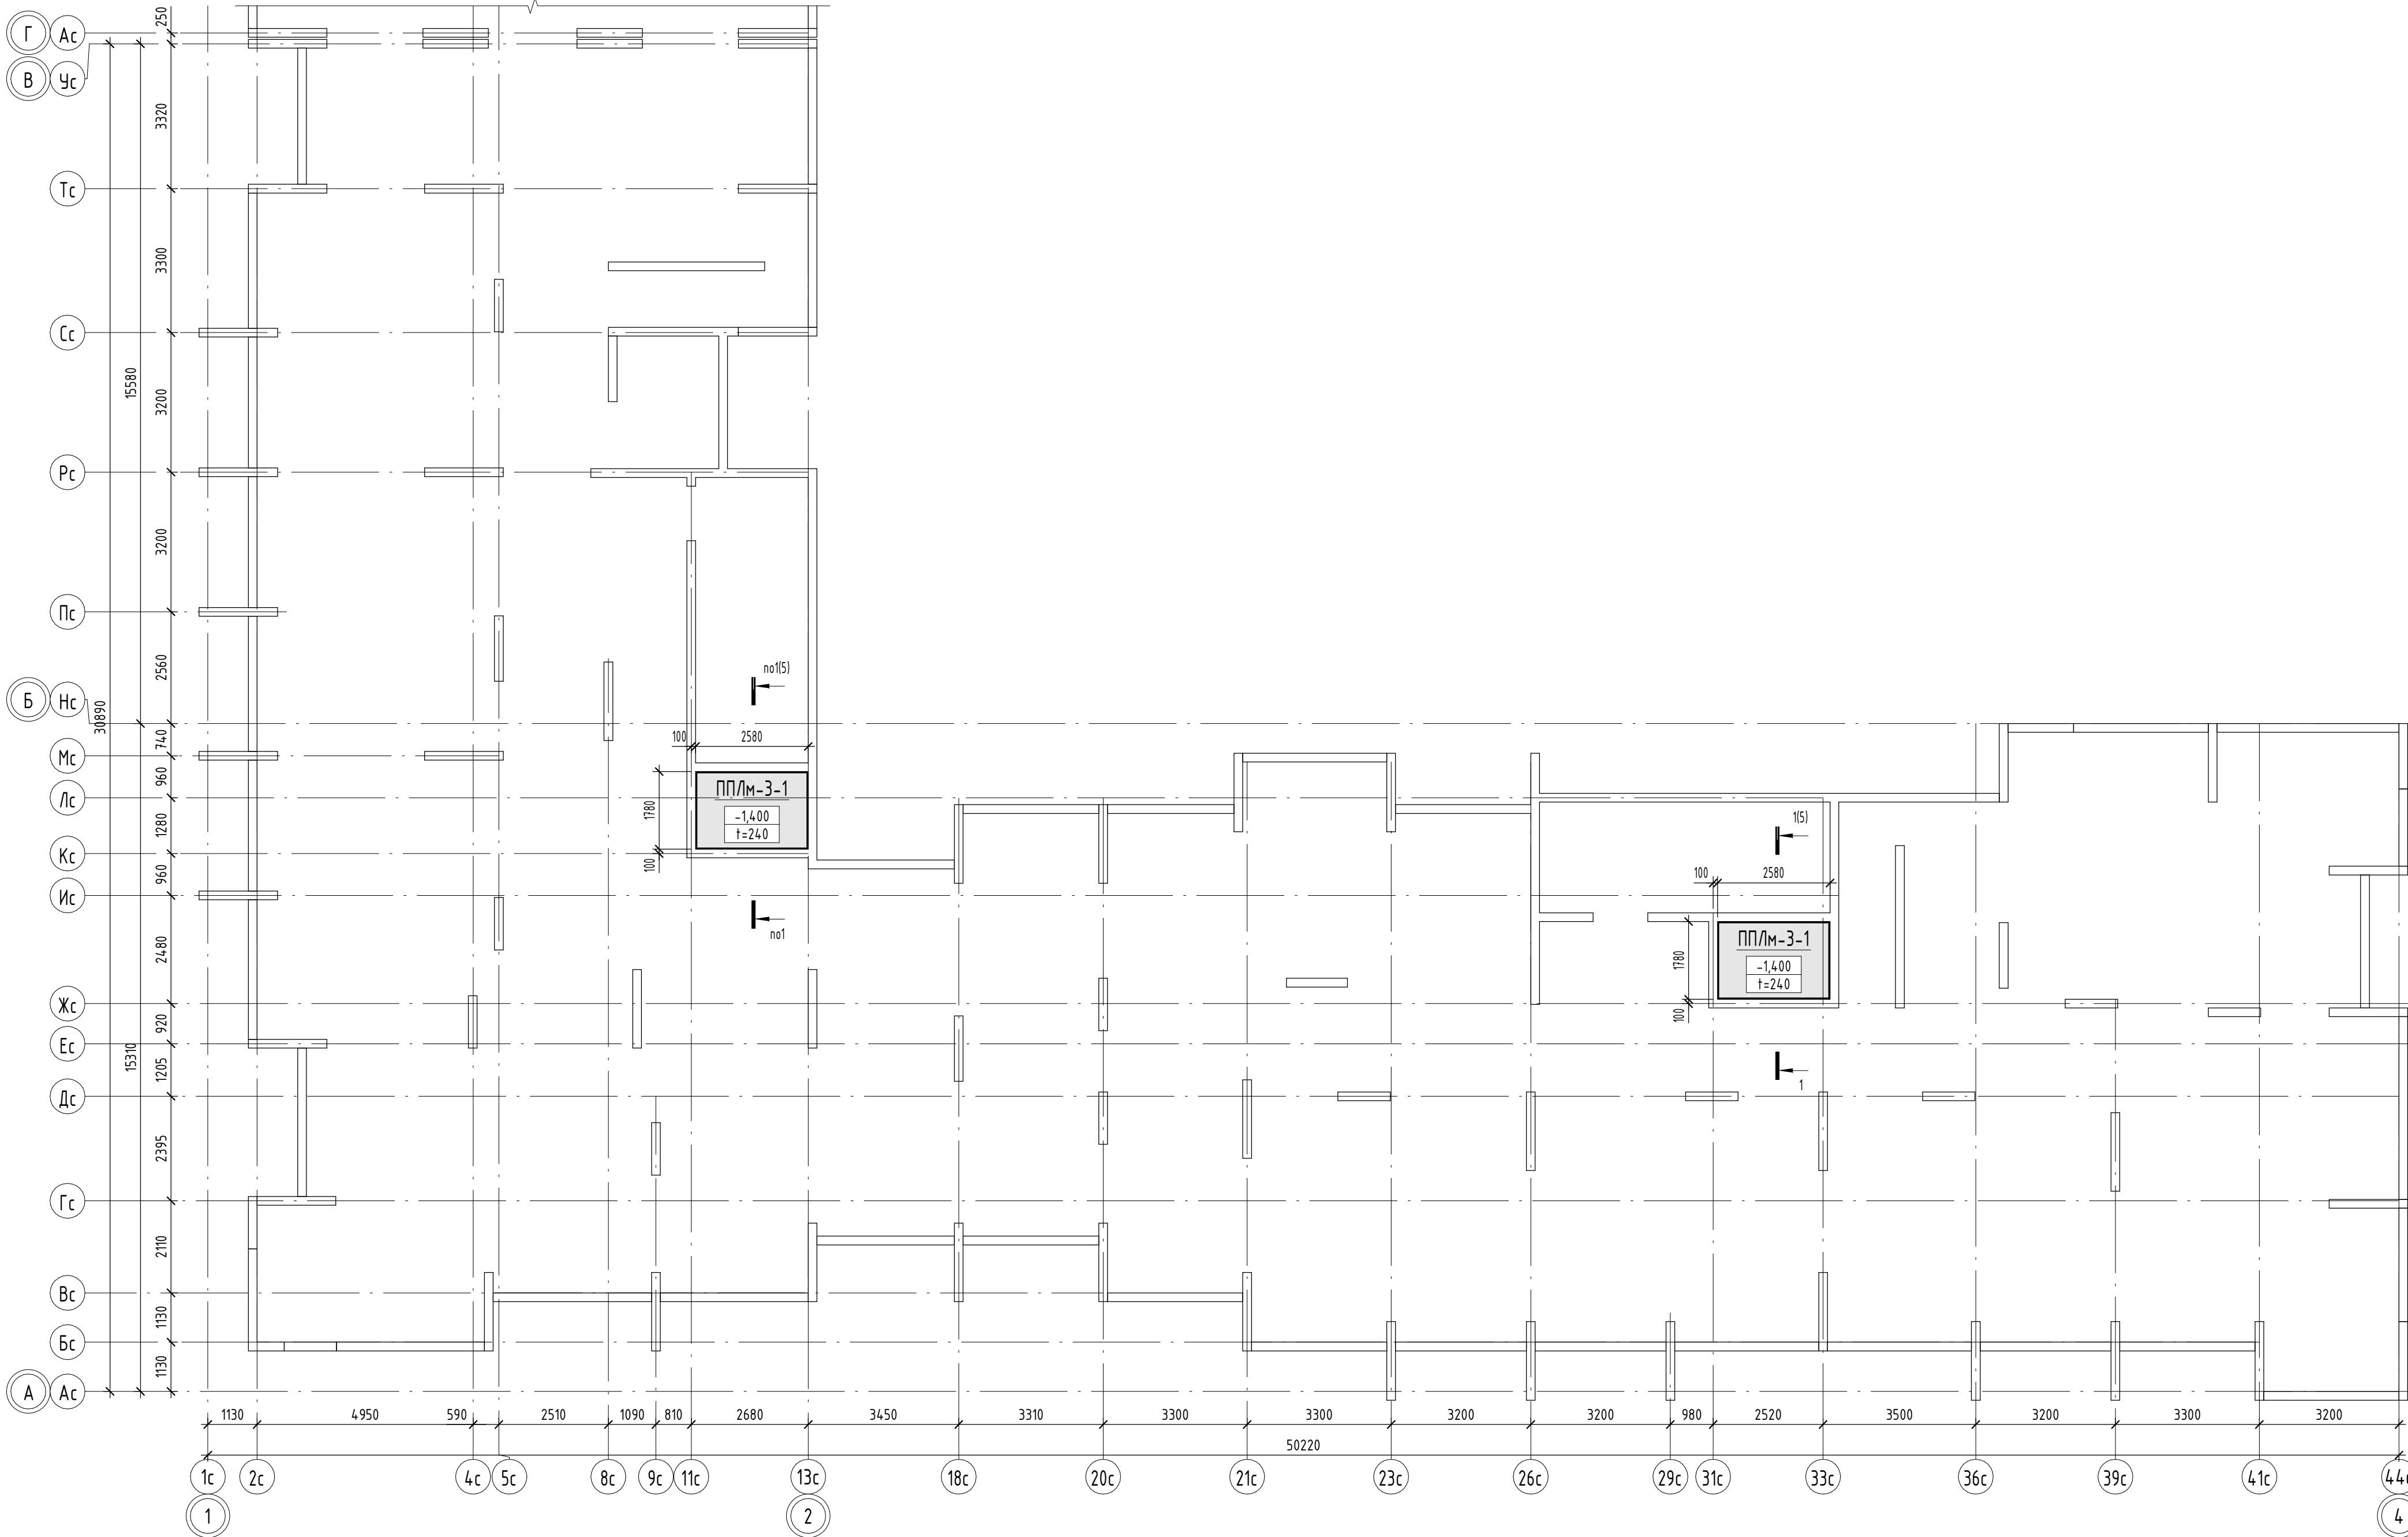 Г Ас
250
В Ус
3320
Тс
3300
Сс
15580
3200
Рс
3200
Пс
2560
по1(5)
Б Нс
30890
740
100 2580
Мс
960
ППЛм-3-1
-1,400
t=240
1780
Лс
1280
1(5)
Кс
100
960
100 2580
Ис
по1
2480
ППЛм-3-1
-1,400
t=240
1780
Жс
100
920
Ес
15310
1205
1
Дс
2395
Гс
2110
Вс
1130
Бс
1130
А Ас
1130 4950 590 2510 1090 810 2680 3450 3310 3300 3300 3200 3200 980 2520 3500 3200 3300 3200
50220
1с 2с 4с 5с 8с 9с 11с 13с 18с 20с 21с 23с 26с 29с 31с 33с 36с 39с 41с 44с
1 2 4